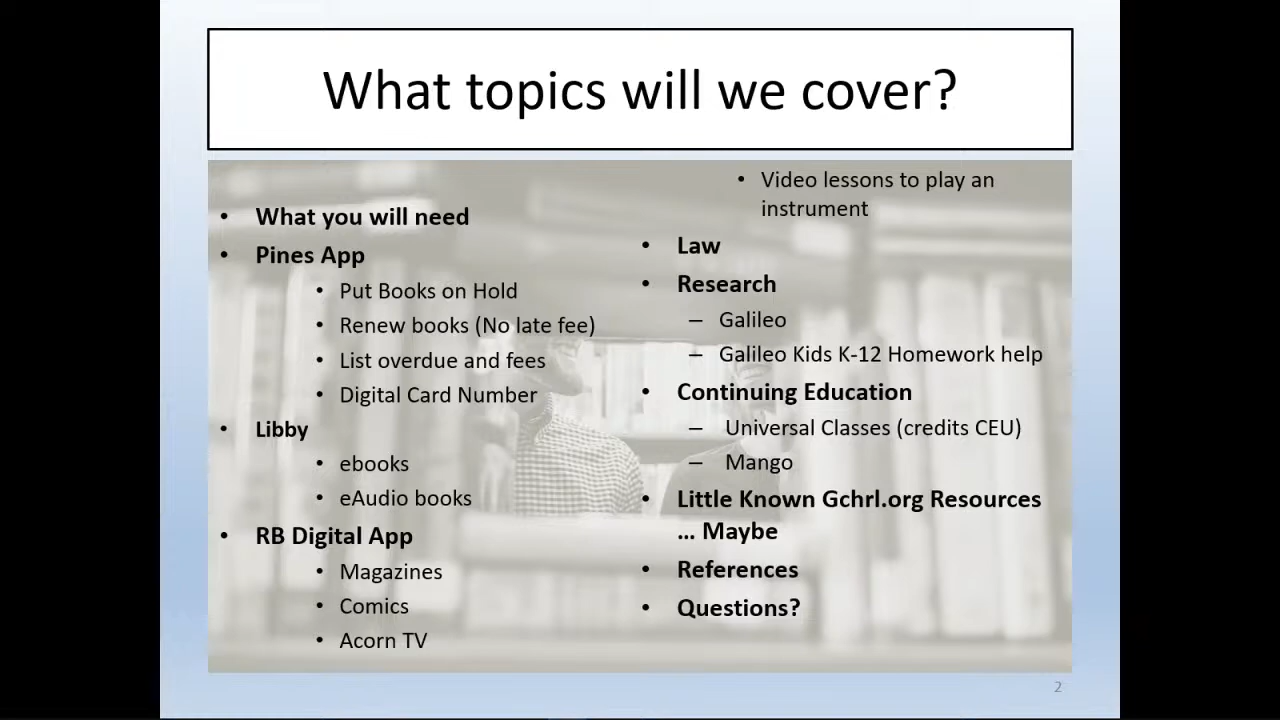 What topics will we cover?
• What you will need
• Pines App
• Put Books on Hold
• Renew books (No late fee)
• List overdue and fees
• Digital Card Number
• Libby
• ebooks
• eAudio books
• RB Digital App
• Magazines
• Comics
• Acorn TV
• Video lessons to play an
instrument
• Law
• Research
– Galileo
– Galileo Kids K-12 Homework help
• Continuing Education
– Universal Classes (credits CEU)
– Mango
• Little Known Gchrl.org Resources
... Maybe
• References
• Questions?
2